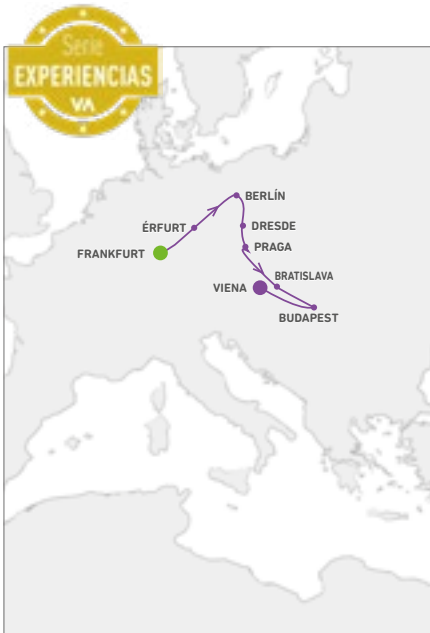 Serie
EXPERIENCIAS
VA
BERLÍN
ÉRFURT
DRESDE
PRAGA
FRANKFURT
BRATISLAVA
VIENA
BUDAPEST